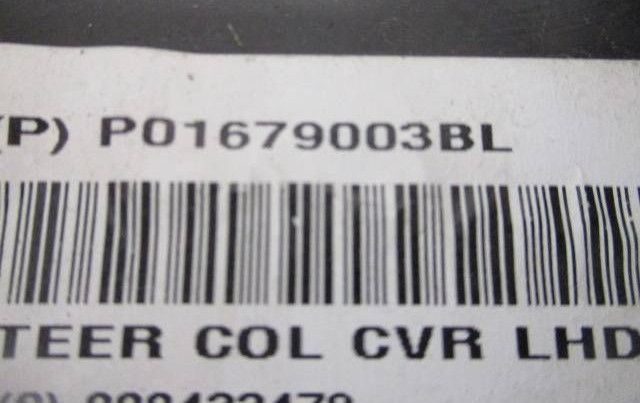 (P) P01679003BL
TEER COL CVR LHD